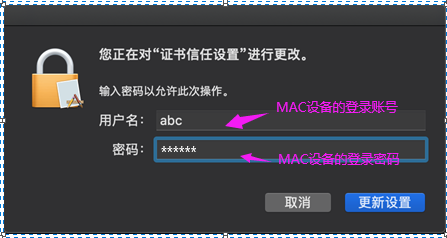 您正在对“证书信任设置”进行更改。
输入密码以允许此次操作。
MAC设备的登录账号
用户名： abc
密码： ******
MAC设备的登录密码
取消 更新设置